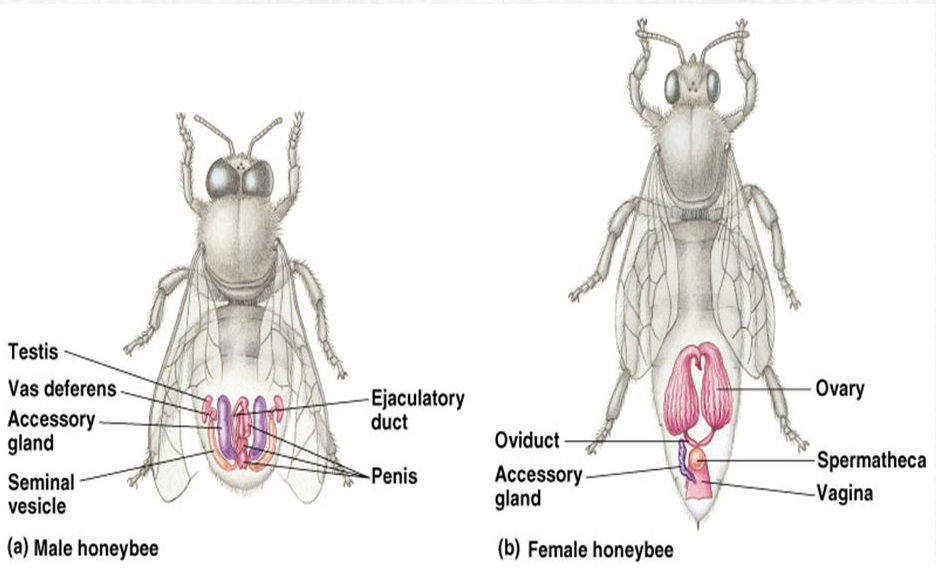 Testis
Vas deferens
Accessory
gland
Seminal
vesicle
Ejaculatory
duct
Penis
(a) Male honeybee
Ovary
Oviduct
Accessory
gland
Spermatheca
Vagina
(b) Female honeybee